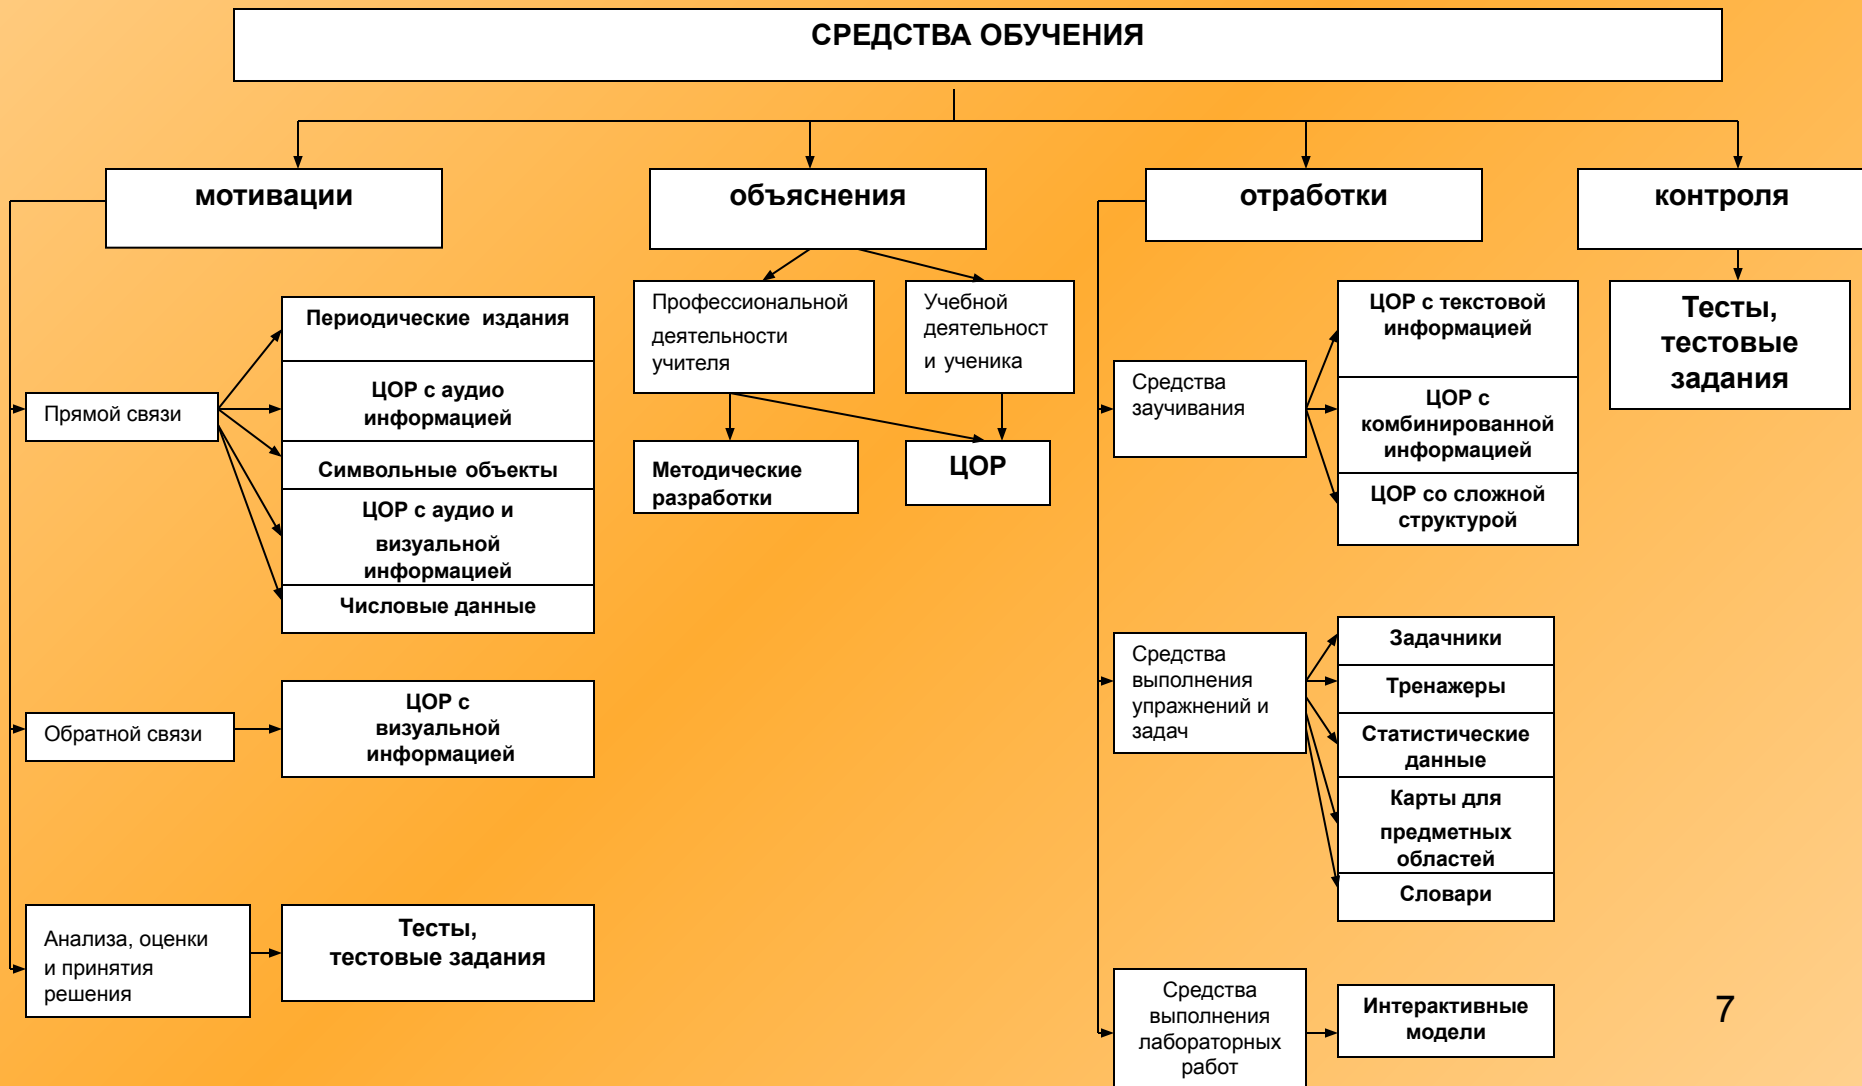 СРЕДСТВА ОБУЧЕНИЯ
мотивации
объяснения
отработки
контроля
Прямой связи
Периодические издания
ЦОР с аудио
информацией
Символьные объекты
ЦОР с аудио и
визуальной
информацией
Числовые данные
Обратной связи
ЦОР с
визуальной
информацией
Анализа, оценки
и принятия
решения
Тесты,
тестовые задания
Профессиональной
деятельности
учителя
Учебной
деятельност
и ученика
Методические
разработки
ЦОР
Средства
заучивания
ЦОР с текстовой
информацией
ЦОР с
комбинированной
информацией
ЦОР со сложной
структурой
Средства
выполнения
упражнений и
задач
Задачники
Тренажеры
Статистические
данные
Карты для
предметных
областей
Словари
Средства
выполнения
лабораторных
работ
Интерактивные
модели
Тесты,
тестовые
задания
7